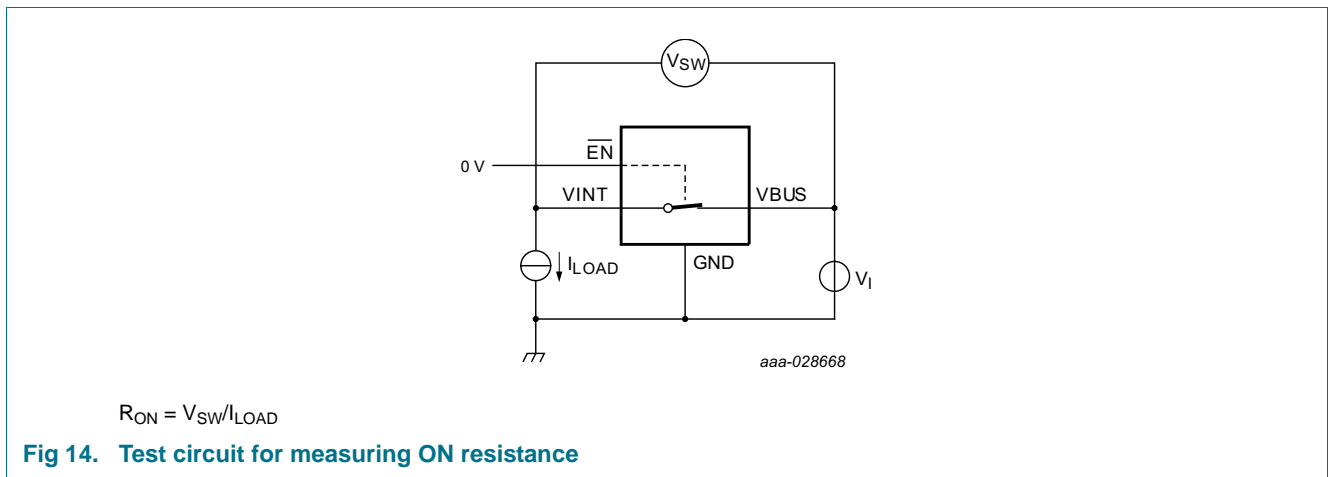 VSW
EN
0 V
VINT
VBUS
ILOAD
GND
VI
aaa-028668
RON = VSW/ILOAD
Fig 14. Test circuit for measuring ON resistance